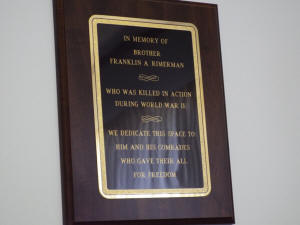 IN MEMORY OF
BROTHER
FRANKLIN A. RIMERMAN
WHO WAS KILLED IN ACTION
DURING WORLD WAR II
WE DEDICATE THIS SPACE TO
HIM AND HIS COMRADES
WHO GAVE THEIR ALL
FOR FREEDOM